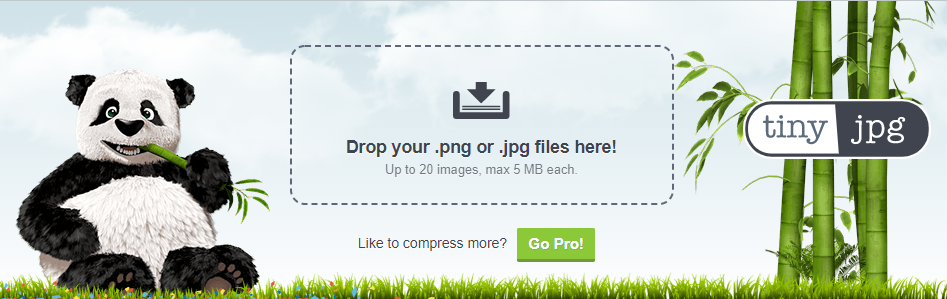 Drop your .png or .jpg files here!
Up to 20 images, max 5 MB each.
tiny jpg
Like to compress more? Go Pro!